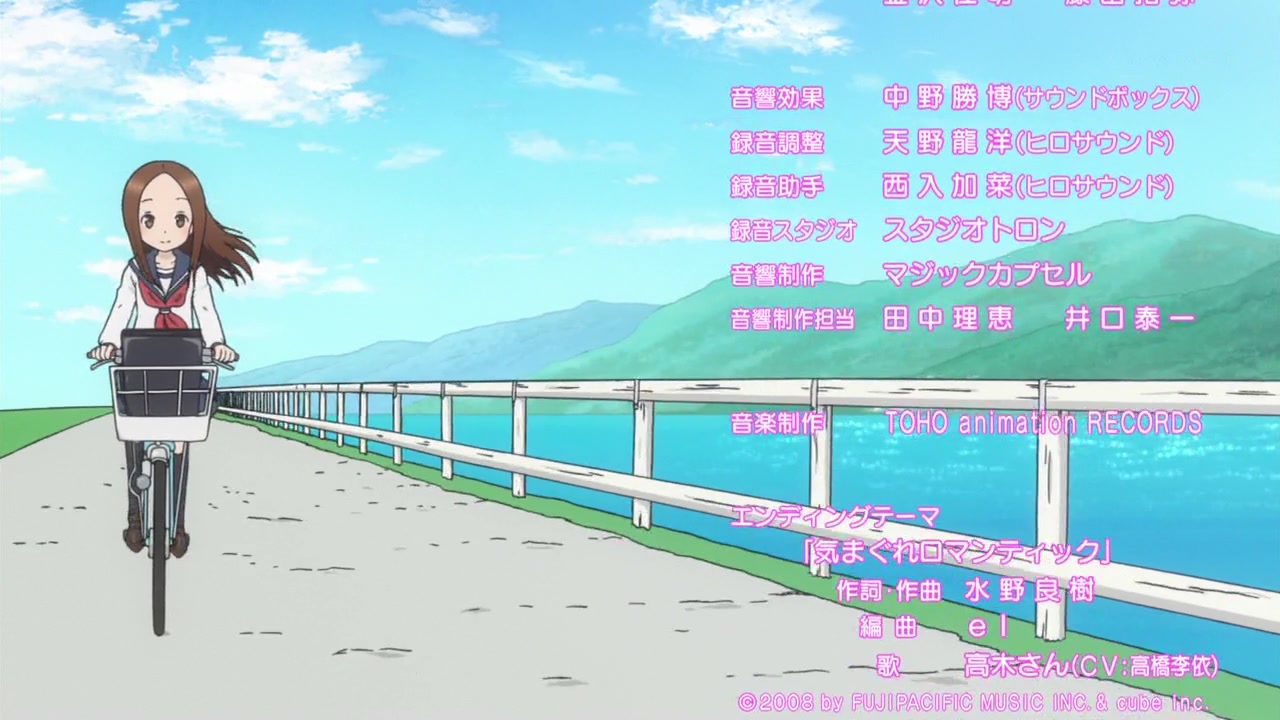 音響効果 中野勝博(サウンドボックス)
録音調整 天野龍洋(ヒロサウンド)
録音助手 西入加菜(ヒロサウンド)
録音スタジオ スタジオトロン
音響制作 マジックカプセル
音響制作担当 田中理恵 井口泰一
音楽制作 TOHO animation RECORDS
エンディングテーマ
「気まぐれロマンティック」
作詞・作曲 水野良樹
編曲 el
歌 高木さん(CV:高橋李依)
©2008 by FUJIPACIFIC MUSIC INC.& cube Inc.